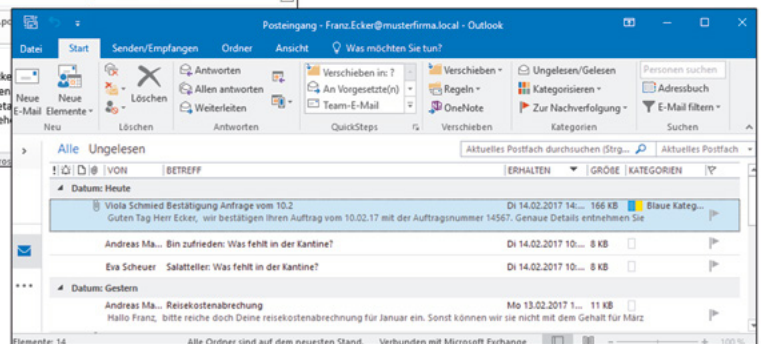 Posteingang - Franz.Ecker@musterfirma.local - Outlook
Datei Start Senden/Empfangen Ordner Ansicht Was möchten Sie tun?
Neue E-Mail
Neue Elemente
Neu
Löschen
Löschen
Antworten
Allen antworten
Weiterleiten
Antworten
Verschieben in: ?
An Vorgesetzte(n)
Team-E-Mail
QuickSteps
Verschieben
Regeln
OneNote
Verschieben
Ungelesen/Gelesen
Kategorisieren
Zur Nachverfolgung
Kategorien
Personen suchen
Adressbuch
E-Mail filtern
Suchen
Alle Ungelesen
Aktuelles Postfach durchsuchen (Strg... Aktuelles Postfach
! VON BETREFF ERHALTEN GRÖßE KATEGORIEN
Datum: Heute
Viola Schmied Bestätigung Anfrage vom 10.2 Di 14.02.2017 14:... 166 KB Blaue Kateg...
Guten Tag Herr Ecker, wir bestätigen Ihren Auftrag vom 10.02.17 mit der Auftragsnummer 14567. Genaue Details entnehmen Sie
Andreas Ma... Bin zufrieden: Was fehlt in der Kantine? Di 14.02.2017 10:... 8 KB
Eva Scheuer Salatteller: Was fehlt in der Kantine? Di 14.02.2017 10:... 8 KB
Datum: Gestern
Andreas Ma... Reisekostenabrechung Mo 13.02.2017 1... 11 KB
Hallo Franz, bitte reiche doch Deine reisekostenabrechnung für Januar ein. Sonst können wir sie nicht mit dem Gehalt für März
Elemente: 14 Alle Ordner sind auf dem neuesten Stand. Verbunden mit Microsoft Exchange 100 %